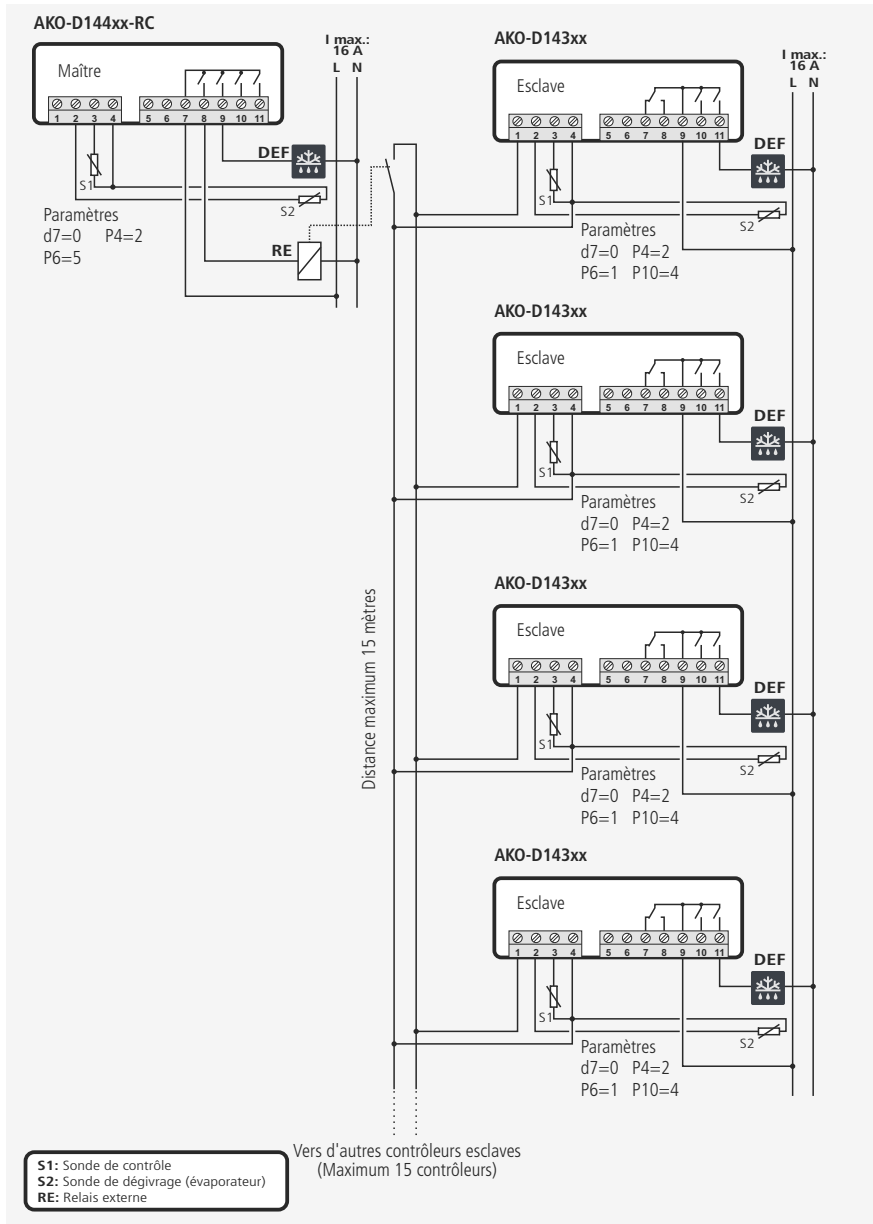 AKO-D144xx-RC
I max.:
16 A
L N
Maître
1 2 3 4 5 6 7 8 9 10 11
DEF
S1
S2
Paramètres
d7=0 P4=2
P6=5
RE
AKO-D143xx
I max.:
16 A
L N
Esclave
1 2 3 4 5 6 7 8 9 10 11
DEF
S1
S2
Paramètres
d7=0 P4=2
P6=1 P10=4
AKO-D143xx
Esclave
1 2 3 4 5 6 7 8 9 10 11
DEF
S1
S2
Paramètres
d7=0 P4=2
P6=1 P10=4
AKO-D143xx
Esclave
1 2 3 4 5 6 7 8 9 10 11
DEF
S1
S2
Paramètres
d7=0 P4=2
P6=1 P10=4
AKO-D143xx
Esclave
1 2 3 4 5 6 7 8 9 10 11
DEF
S1
S2
Paramètres
d7=0 P4=2
P6=1 P10=4
Distance maximum 15 mètres
Vers d'autres contrôleurs esclaves
(Maximum 15 contrôleurs)
S1: Sonde de contrôle
S2: Sonde de dégivrage (évaporateur)
RE: Relais externe